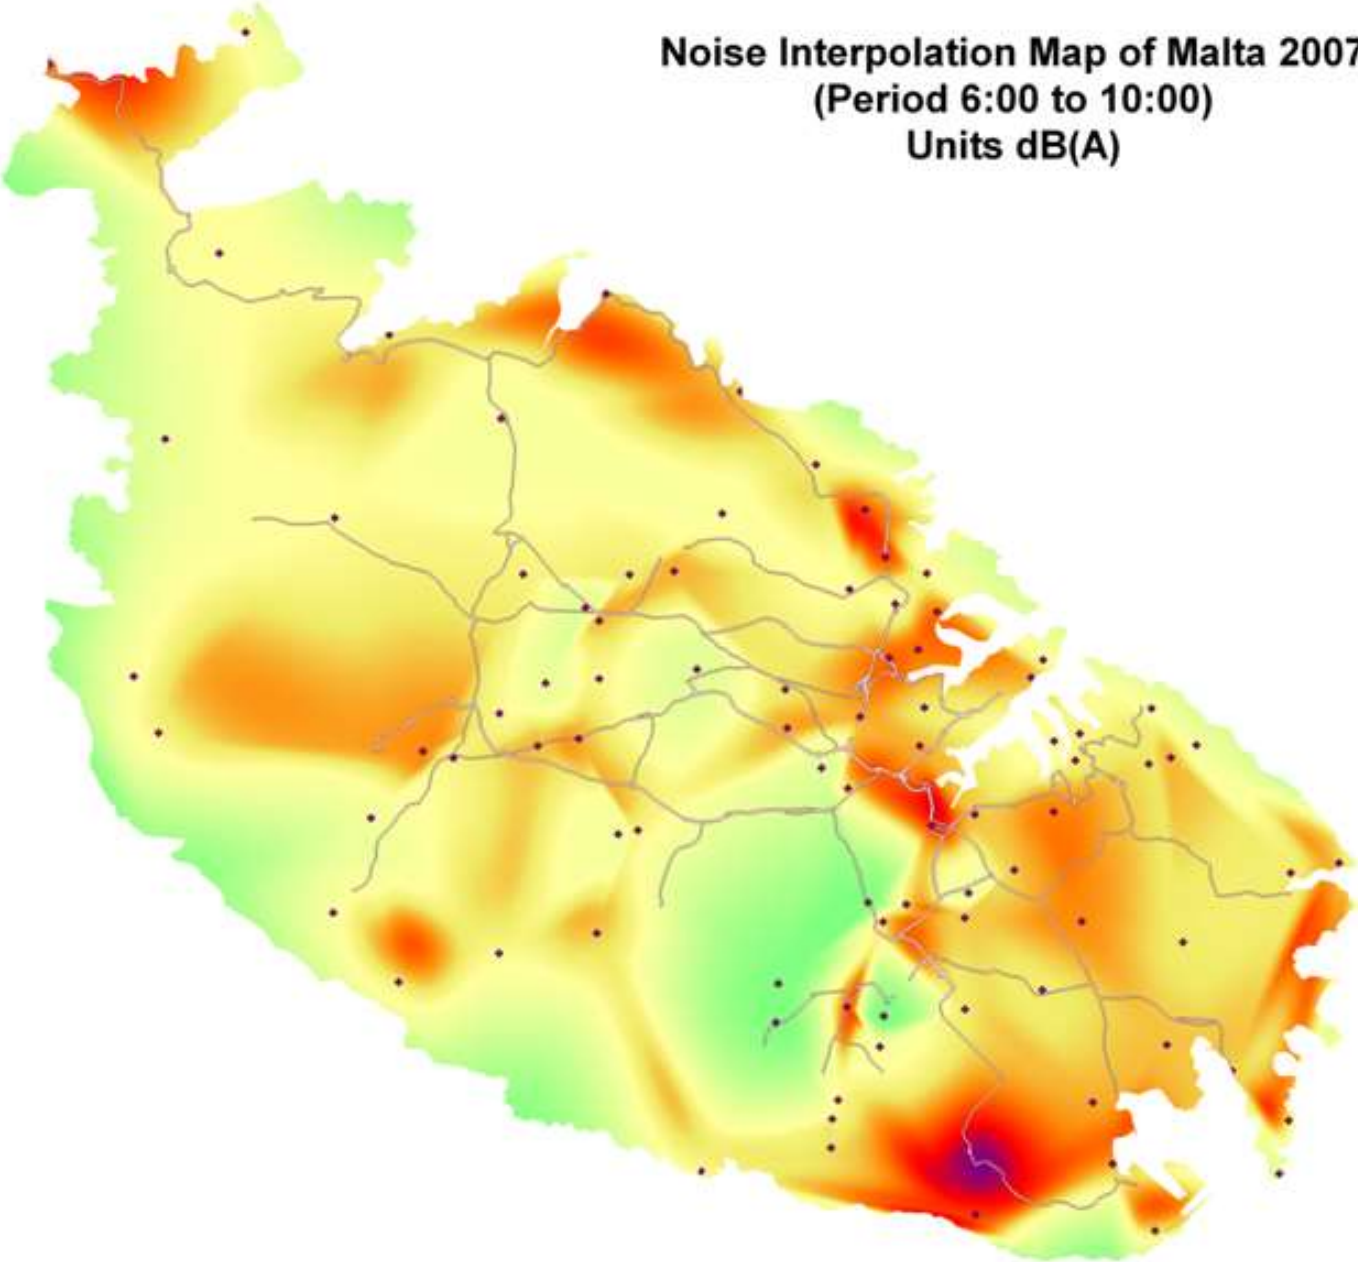 Noise Interpolation Map of Malta 2007
(Period 6:00 to 10:00)
Units dB(A)